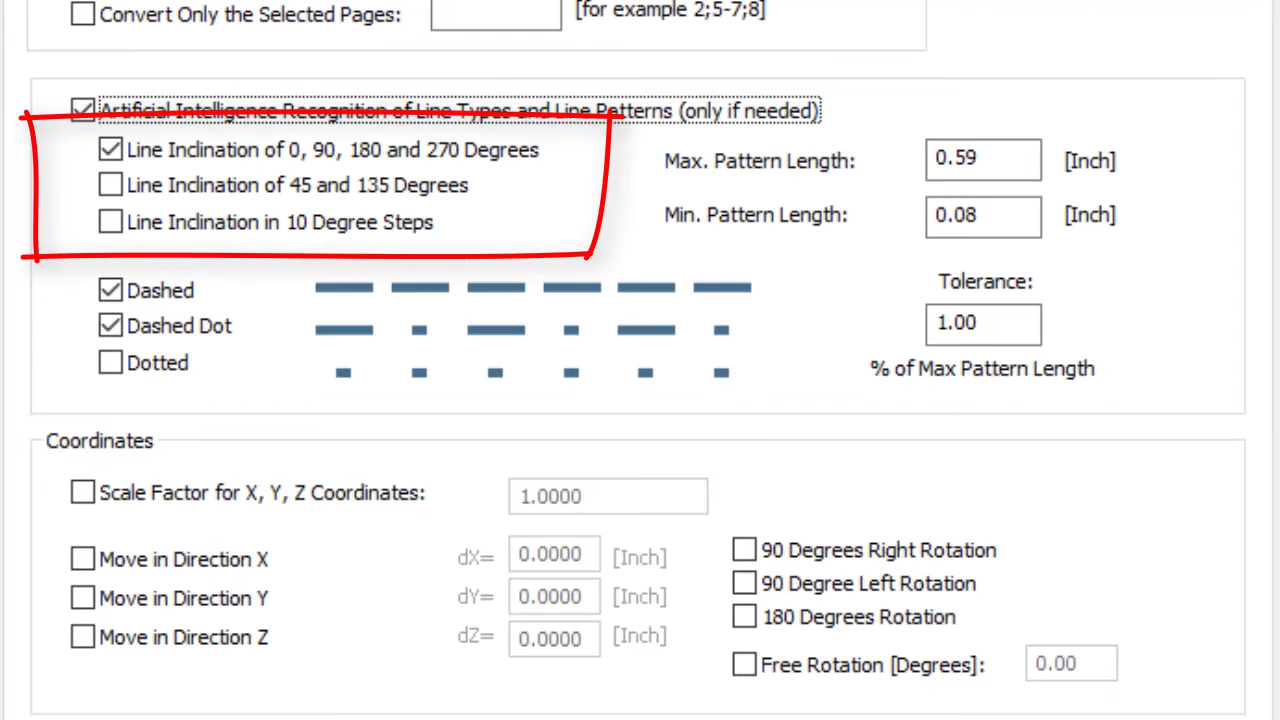 Convert Only the Selected Pages: [for example 2;5-7;8]
Artificial Intelligence Recognition of Line Types and Line Patterns (only if needed)
Line Inclination of 0, 90, 180 and 270 Degrees
Line Inclination of 45 and 135 Degrees
Line Inclination in 10 Degree Steps
Max. Pattern Length: 0.59 [Inch]
Min. Pattern Length: 0.08 [Inch]
Dashed
Dashed Dot
Dotted
Tolerance:
1.00
% of Max Pattern Length
Coordinates
Scale Factor for X, Y, Z Coordinates: 1.0000
Move in Direction X dX= 0.0000 [Inch]
Move in Direction Y dY= 0.0000 [Inch]
Move in Direction Z dZ= 0.0000 [Inch]
90 Degrees Right Rotation
90 Degree Left Rotation
180 Degrees Rotation
Free Rotation [Degrees]: 0.00